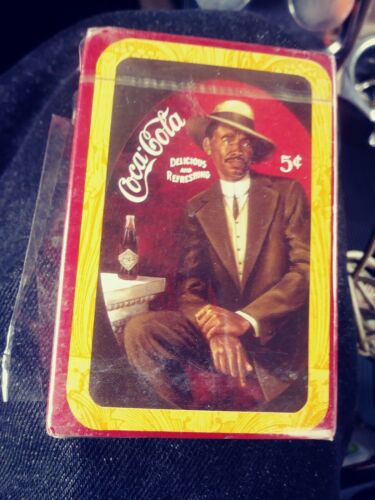 Coca-Cola
DELICIOUS
AND
REFRESHING
5¢